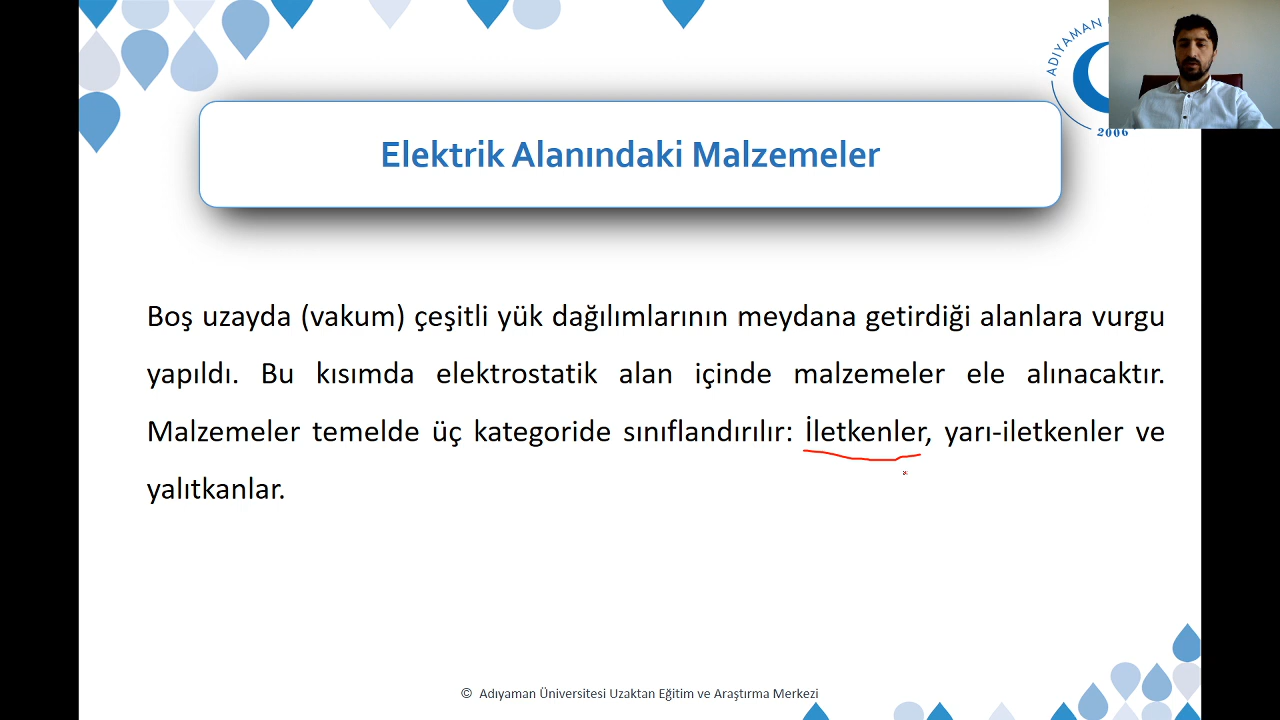 ADIYAMAN
2006
Elektrik Alanındaki Malzemeler
Boş uzayda (vakum) çeşitli yük dağılımlarının meydana getirdiği alanlara vurgu
yapıldı. Bu kısımda elektrostatik alan içinde malzemeler ele alınacaktır.
Malzemeler temelde üç kategoride sınıflandırılır: İletkenler, yarı-iletkenler ve
yalıtkanlar.
© Adıyaman Üniversitesi Uzaktan Eğitim ve Araştırma Merkezi